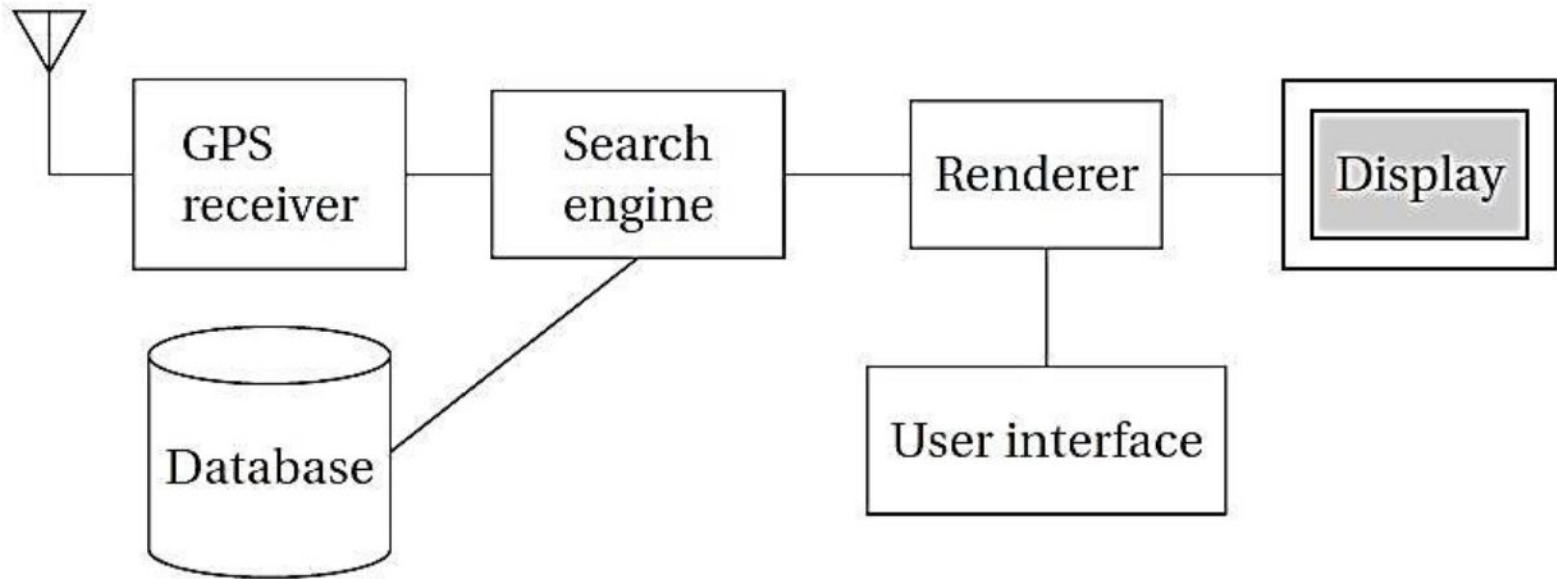 GPS
receiver
Search
engine
Renderer
Display
Database
User interface